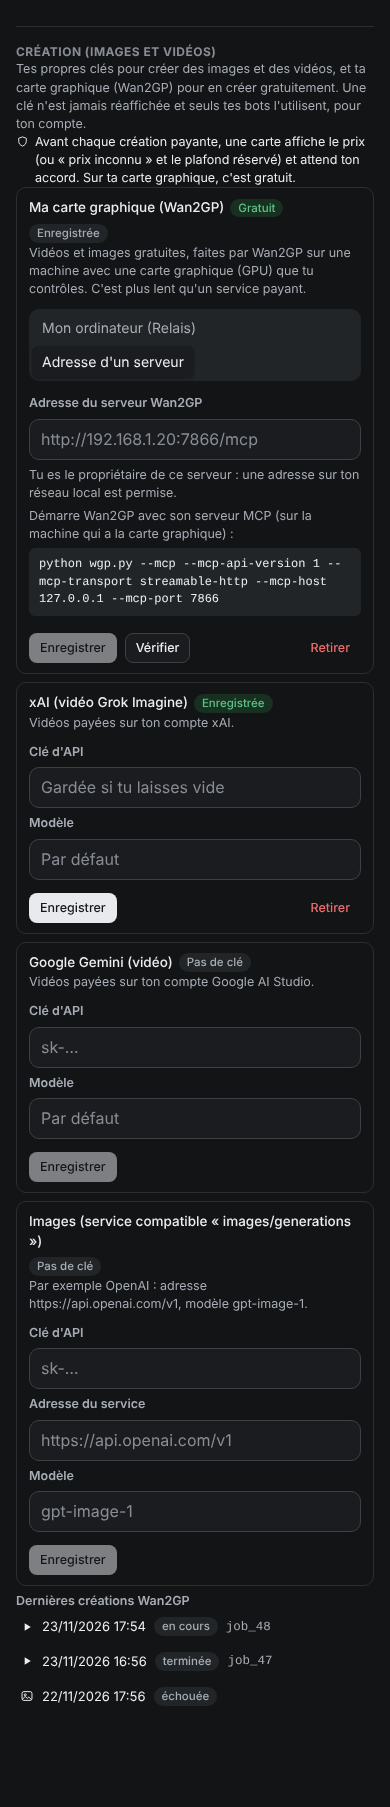 CRÉATION (IMAGES ET VIDÉOS)
Tes propres clés pour créer des images et des vidéos, et ta
carte graphique (Wan2GP) pour en créer gratuitement. Une
clé n'est jamais réaffichée et seuls tes bots l'utilisent, pour
ton compte.
Avant chaque création payante, une carte affiche le prix
(ou « prix inconnu » et le plafond réservé) et attend ton
accord. Sur ta carte graphique, c'est gratuit.
Ma carte graphique (Wan2GP) Gratuit
Enregistrée
Vidéos et images gratuites, faites par Wan2GP sur une
machine avec une carte graphique (GPU) que tu
contrôles. C'est plus lent qu'un service payant.
Mon ordinateur (Relais)
Adresse d'un serveur
Adresse du serveur Wan2GP
http://192.168.1.20:7866/mcp
Tu es le propriétaire de ce serveur : une adresse sur ton
réseau local est permise.
Démarre Wan2GP avec son serveur MCP (sur la
machine qui a la carte graphique) :
python wgp.py --mcp --mcp-api-version 1 --
mcp-transport streamable-http --mcp-host
127.0.0.1 --mcp-port 7866
Enregistrer Vérifier Retirer
xAI (vidéo Grok Imagine) Enregistrée
Vidéos payées sur ton compte xAI.
Clé d'API
Gardée si tu laisses vide
Modèle
Par défaut
Enregistrer Retirer
Google Gemini (vidéo) Pas de clé
Vidéos payées sur ton compte Google AI Studio.
Clé d'API
sk-...
Modèle
Par défaut
Enregistrer
Images (service compatible « images/generations
»)
Pas de clé
Par exemple OpenAI : adresse
https://api.openai.com/v1, modèle gpt-image-1.
Clé d'API
sk-...
Adresse du service
https://api.openai.com/v1
Modèle
gpt-image-1
Enregistrer
Dernières créations Wan2GP
23/11/2026 17:54 en cours job_48
23/11/2026 16:56 terminée job_47
22/11/2026 17:56 échouée